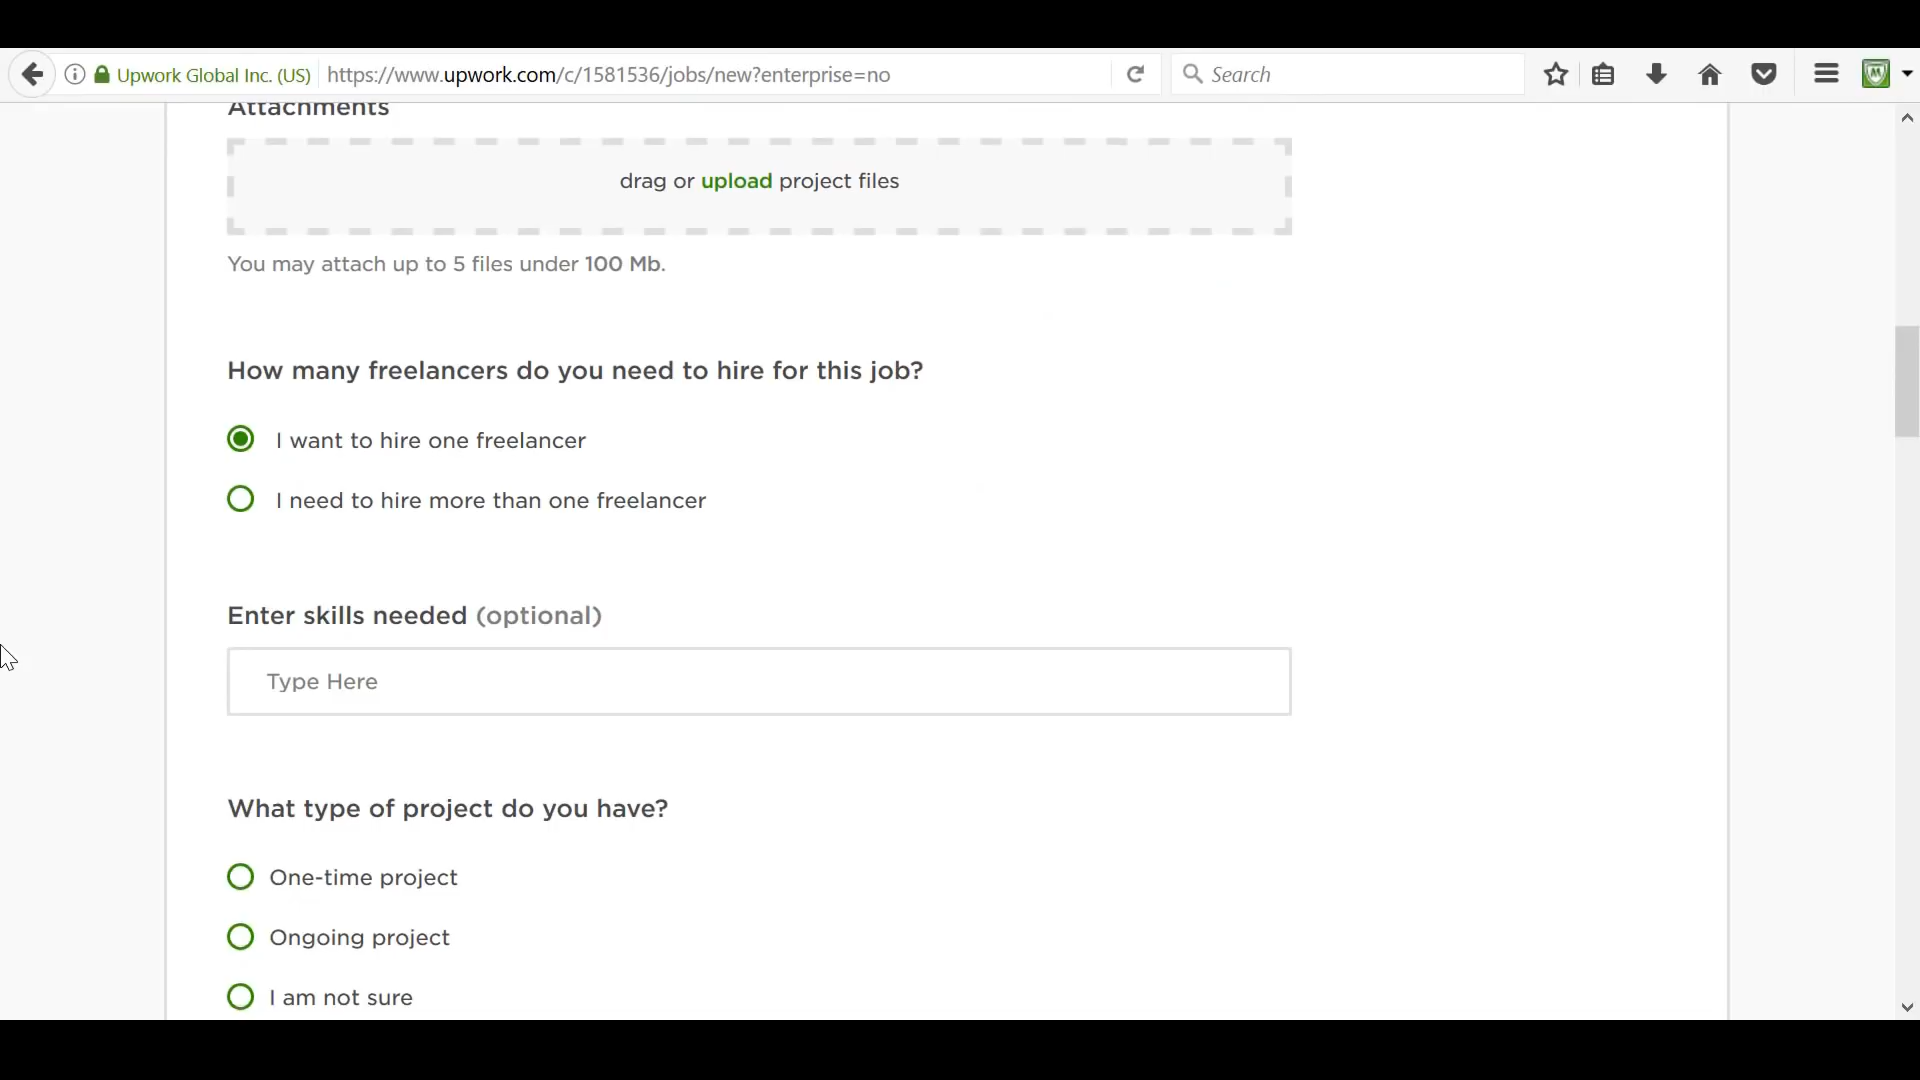 Upwork Global Inc. (US) https://www.upwork.com/c/1581536/jobs/new?enterprise=no Search
Attachments
drag or upload project files
You may attach up to 5 files under 100 Mb.
How many freelancers do you need to hire for this job?
I want to hire one freelancer
I need to hire more than one freelancer
Enter skills needed (optional)
Type Here
What type of project do you have?
One-time project
Ongoing project
I am not sure